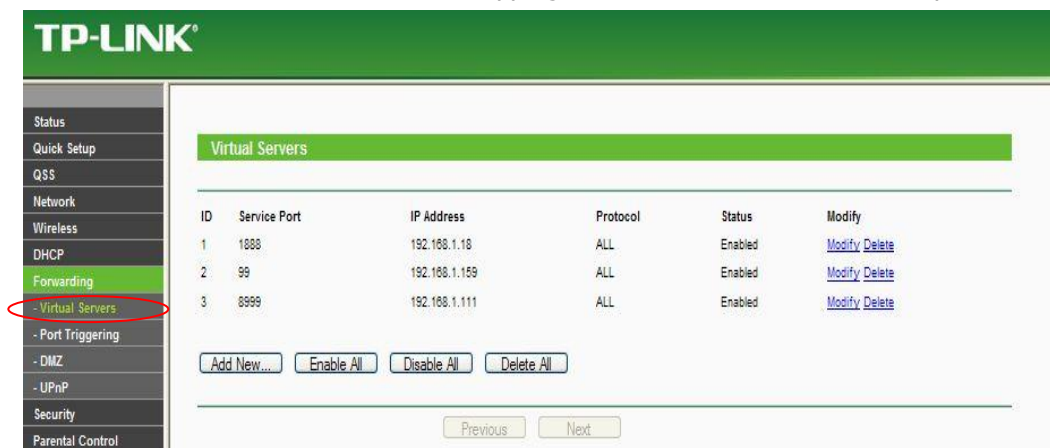 TP-LINK®
Status
Quick Setup
QSS
Network
Wireless
DHCP
Forwarding
- Virtual Servers
- Port Triggering
- DMZ
- UPnP
Security
Parental Control
Virtual Servers
ID Service Port IP Address Protocol Status Modify
1 1888 192.168.1.18 ALL Enabled Modify Delete
2 99 192.168.1.159 ALL Enabled Modify Delete
3 8999 192.168.1.111 ALL Enabled Modify Delete
Add New... Enable All Disable All Delete All
Previous Next